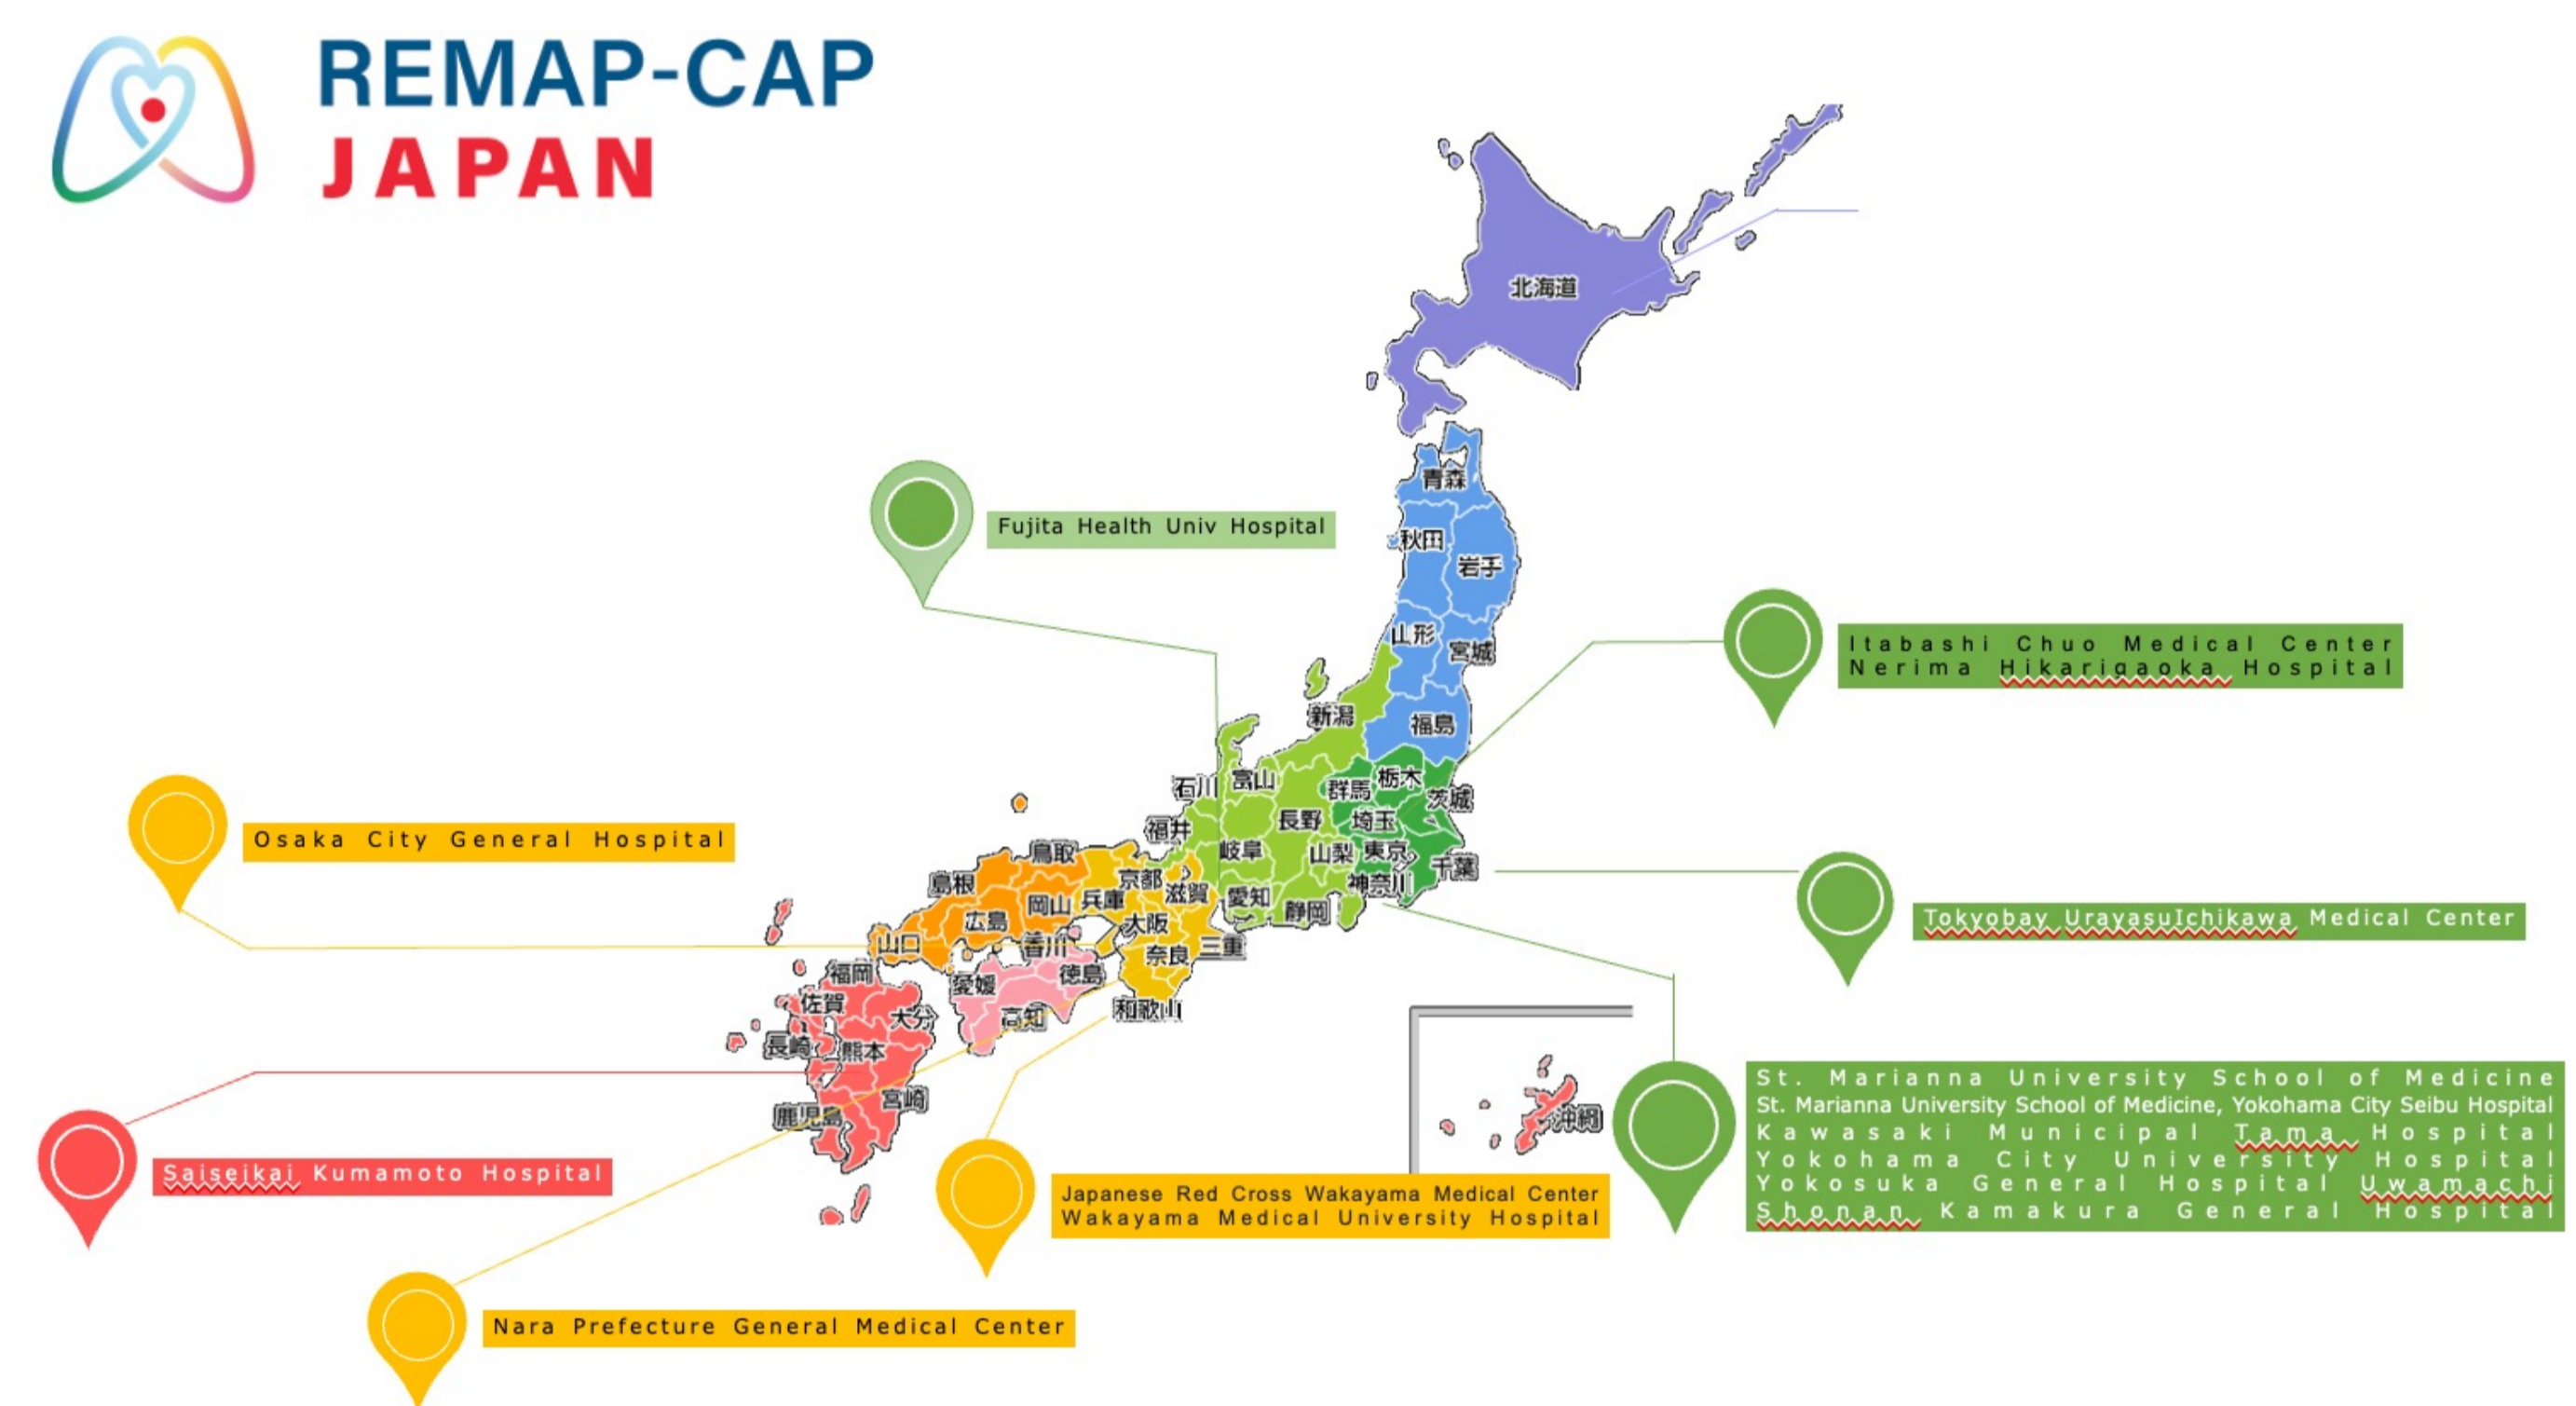 REMAP-CAP
JAPAN
北海道
青森
秋田
岩手
山形
宮城
新潟
福島
Fujita Health Univ Hospital
Itabashi Chuo Medical Center
Nerima Hikarigaoka Hospital
石川
富山
群馬
栃木
茨城
福井
長野
埼玉
岐阜
山梨
東京
千葉
神奈川
愛知
静岡
Osaka City General Hospital
鳥取
島根
岡山
兵庫
京都
滋賀
広島
大阪
山口
香川
奈良
三重
福岡
愛媛
徳島
佐賀
大分
高知
和歌山
長崎
熊本
宮崎
鹿児島
沖縄
Tokyobay UrayasuIchikawa Medical Center
St. Marianna University School of Medicine
St. Marianna University School of Medicine, Yokohama City Seibu Hospital
Kawasaki Municipal Tama Hospital
Yokohama City University Hospital
Yokosuka General Hospital Uwamachi
Shonan Kamakura General Hospital
Saiseikai Kumamoto Hospital
Japanese Red Cross Wakayama Medical Center
Wakayama Medical University Hospital
Nara Prefecture General Medical Center